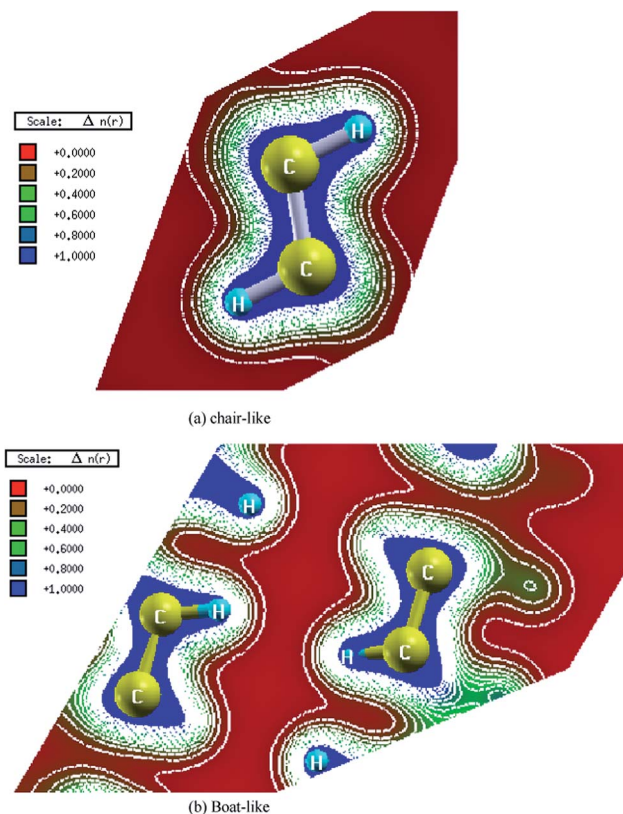 Scale: Δ n(r)
+0.0000
+0.2000
+0.4000
+0.6000
+0.8000
+1.0000
C
H
C
H
(a) chair-like
Scale: Δ n(r)
+0.0000
+0.2000
+0.4000
+0.6000
+0.8000
+1.0000
H
C
C
H
C
H
C
H
(b) Boat-like